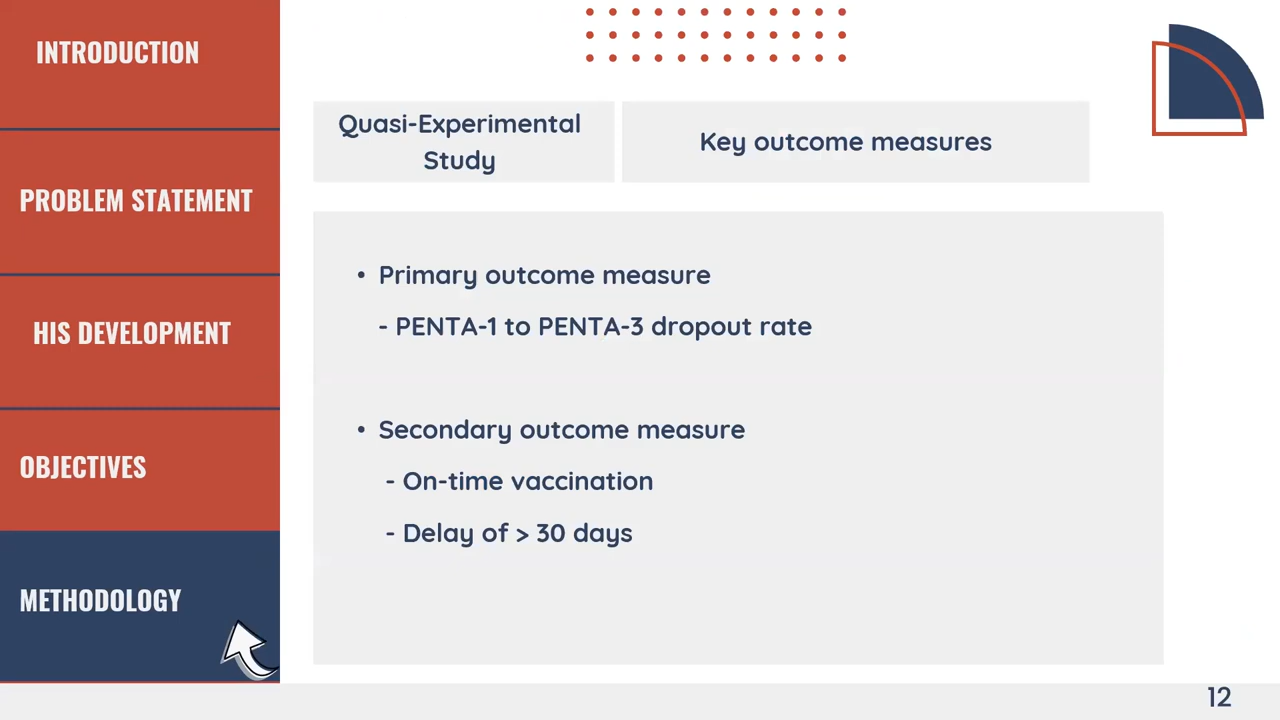 INTRODUCTION
PROBLEM STATEMENT
HIS DEVELOPMENT
OBJECTIVES
METHODOLOGY
Quasi-Experimental
Study
Key outcome measures
• Primary outcome measure
- PENTA-1 to PENTA-3 dropout rate
• Secondary outcome measure
- On-time vaccination
- Delay of > 30 days
12